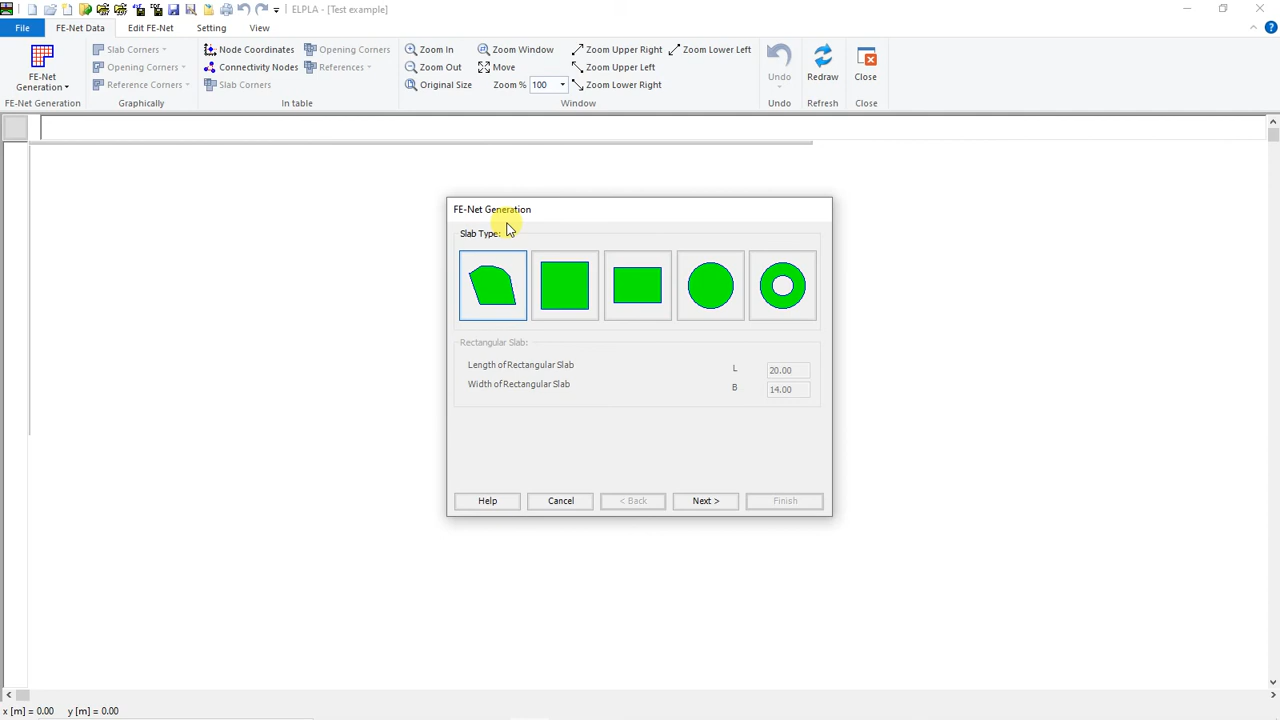 ELPLA - [Test example]
File FE-Net Data Edit FE-Net Setting View
FE-Net Generation
Slab Corners
Opening Corners
Reference Corners
Node Coordinates
Connectivity Nodes
Slab Corners
Opening Corners
References
Zoom In
Zoom Out
Original Size
Zoom Window
Move
Zoom % 100
Zoom Upper Right
Zoom Upper Left
Zoom Lower Right
Zoom Lower Left
Undo
Redraw
Close
FE-Net Generation Graphically In table Window Undo Refresh Close
FE-Net Generation
Slab Type:
Rectangular Slab:
Length of Rectangular Slab L 20.00
Width of Rectangular Slab B 14.00
Help Cancel < Back Next > Finish
x [m] = 0.00 y [m] = 0.00